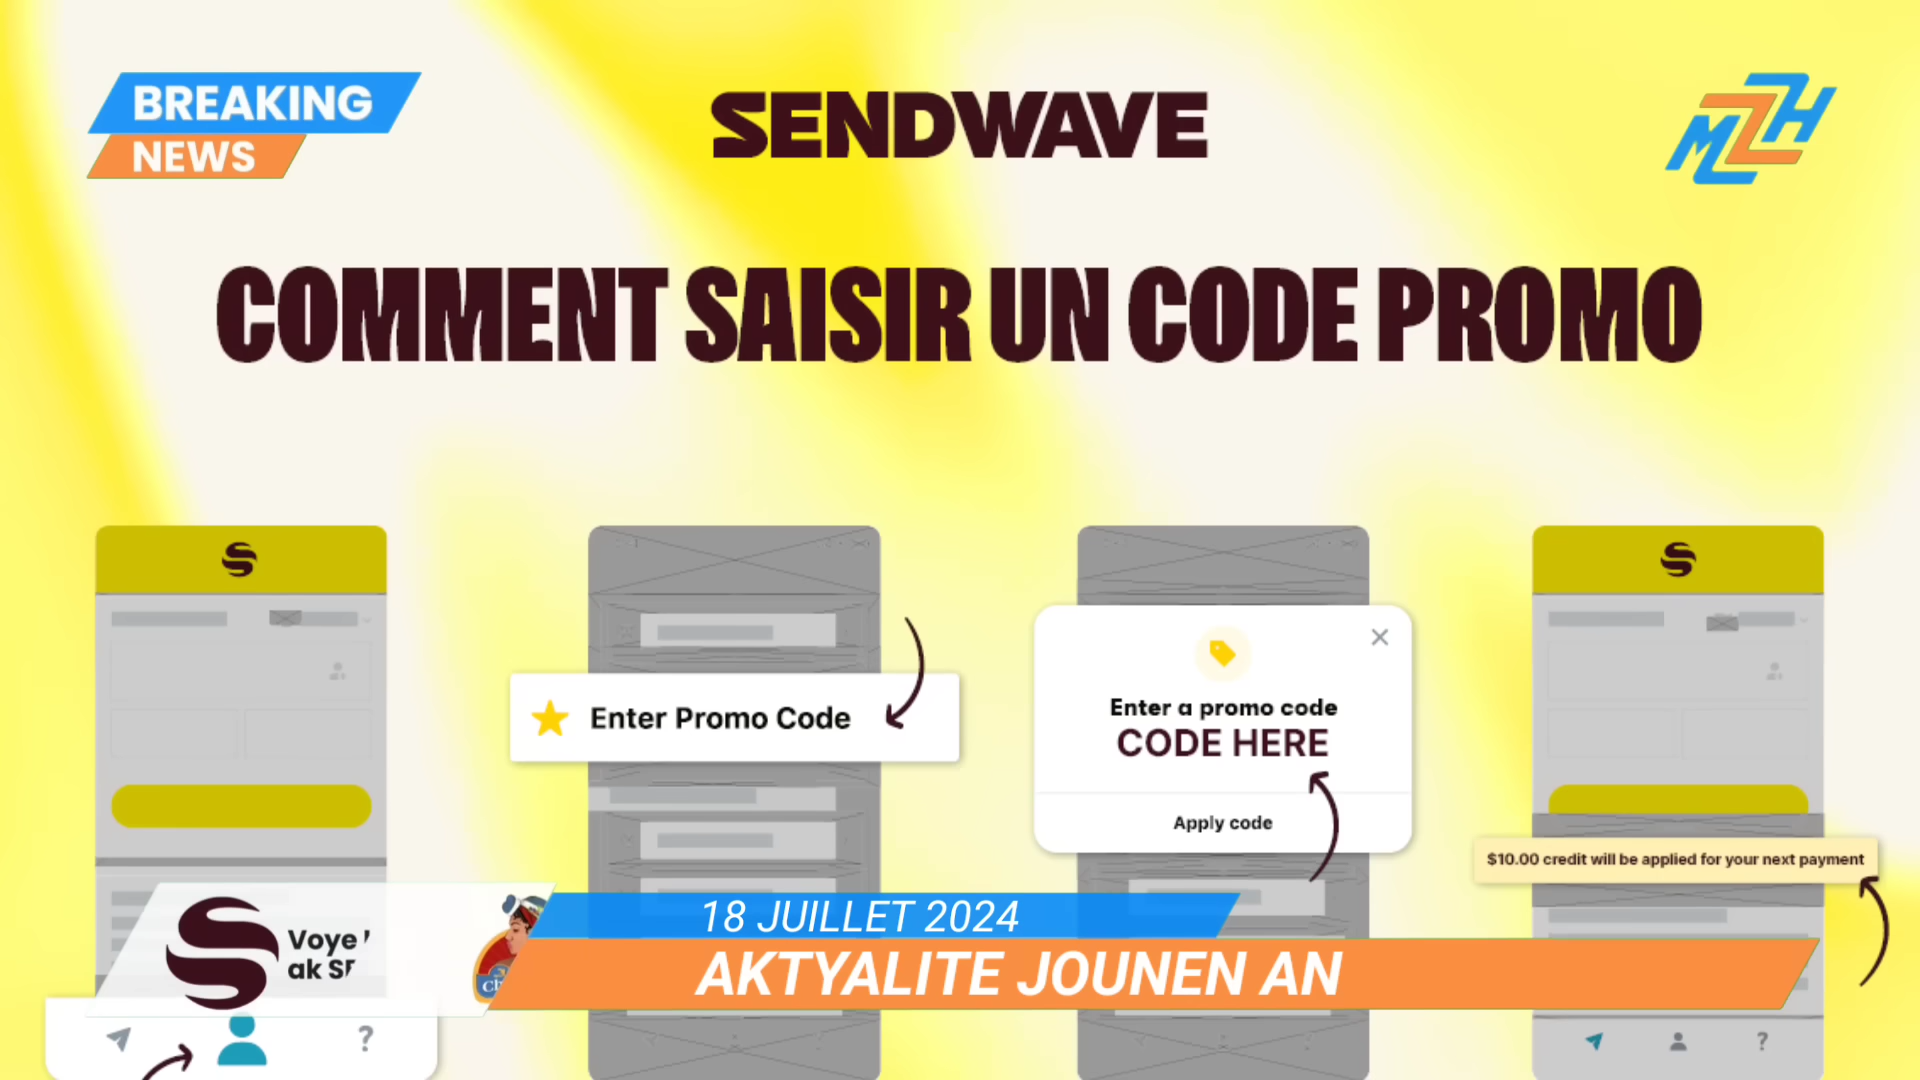 BREAKING
NEWS
SENDWAVE
MZH
COMMENT SAISIR UN CODE PROMO
Enter Promo Code
Enter a promo code
CODE HERE
Apply code
$10.00 credit will be applied for your next payment
Voye
ak
18 JUILLET 2024
AKTYALITE JOUNEN AN
?
?